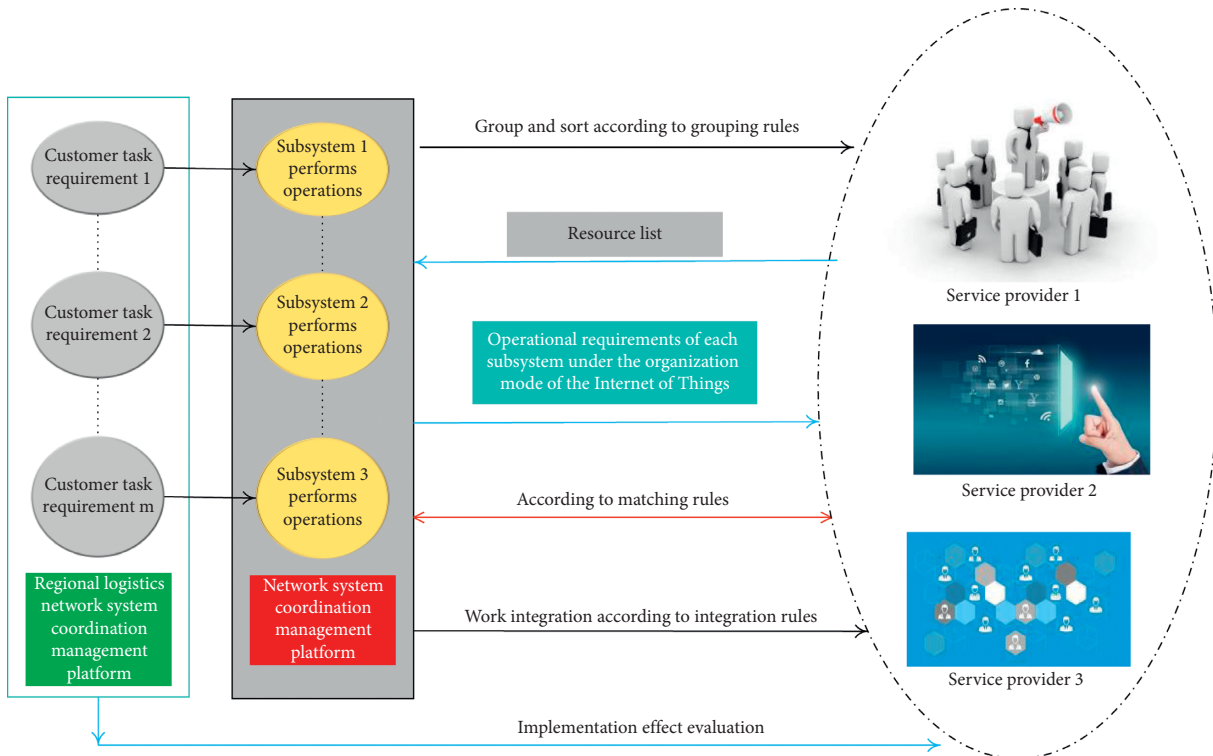 Customer task
requirement 1
Customer task
requirement 2
Customer task
requirement m
Regional logistics
network system
coordination
management
platform
Subsystem 1
performs
operations
Subsystem 2
performs
operations
Subsystem 3
performs
operations
Network system
coordination
management
platform
Group and sort according to grouping rules
Resource list
Operational requirements of each
subsystem under the organization
mode of the Internet of Things
According to matching rules
Work integration according to integration rules
Implementation effect evaluation
Service provider 1
Service provider 2
Service provider 3